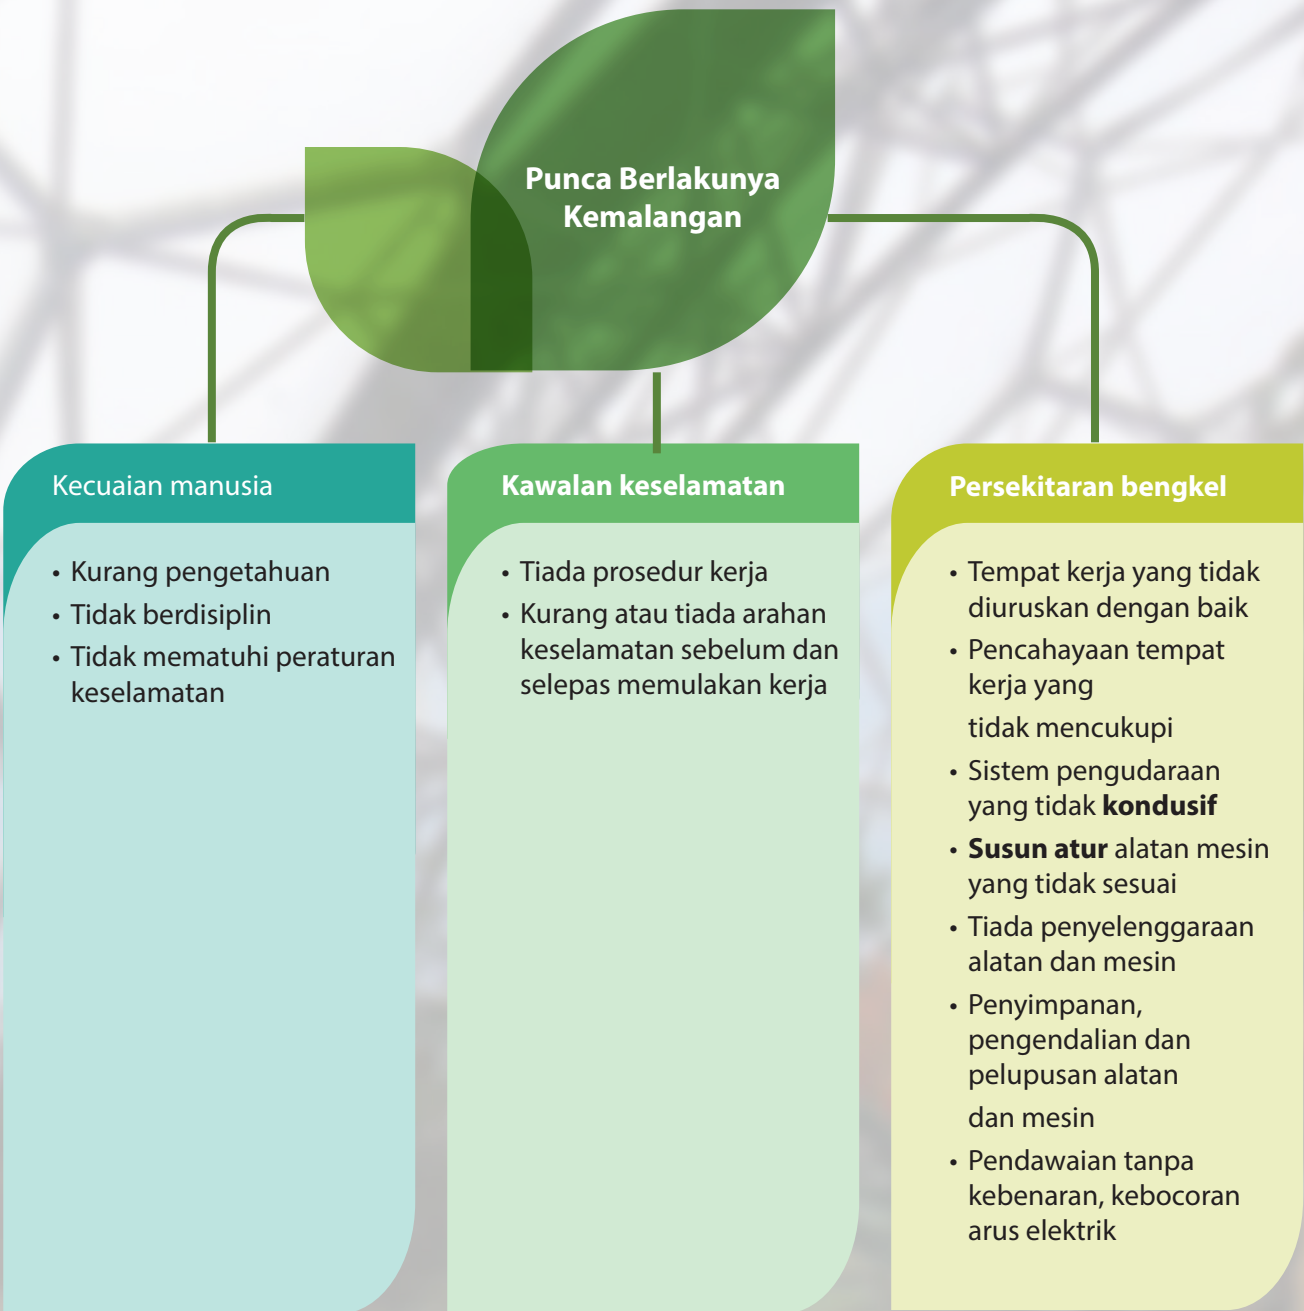 Punca Berlakunya
Kemalangan
Kecuaian manusia
• Kurang pengetahuan
• Tidak berdisiplin
• Tidak mematuhi peraturan
keselamatan
Kawalan keselamatan
• Tiada prosedur kerja
• Kurang atau tiada arahan
keselamatan sebelum dan
selepas memulakan kerja
Persekitaran bengkel
• Tempat kerja yang tidak
diuruskan dengan baik
• Pencahayaan tempat
kerja yang
tidak mencukupi
• Sistem pengudaraan
yang tidak kondusif
• Susun atur alatan mesin
yang tidak sesuai
• Tiada penyelenggaraan
alatan dan mesin
• Penyimpanan,
pengendalian dan
pelupusan alatan
dan mesin
• Pendawaian tanpa
kebenaran, kebocoran
arus elektrik